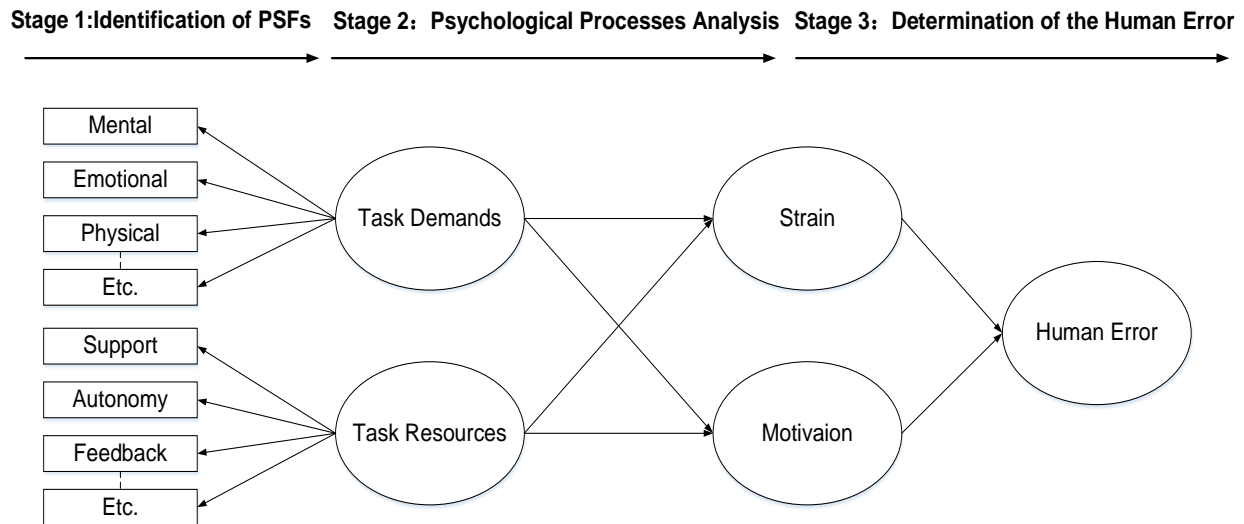 Stage 1:Identification of PSFs
Stage 2：Psychological Processes Analysis
Stage 3：Determination of the Human Error
Mental
Emotional
Physical
Etc.
Support
Autonomy
Feedback
Etc.
Task Demands
Task Resources
Strain
Motivaion
Human Error